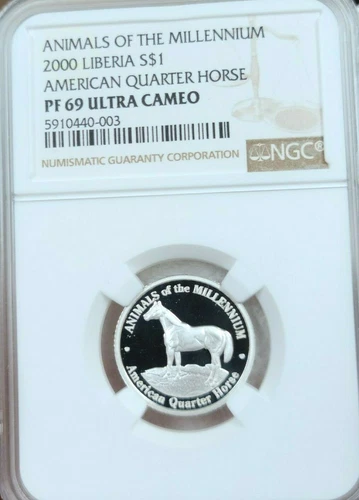 ANIMALS OF THE MILLENNIUM
2000 LIBERIA S$1
AMERICAN QUARTER HORSE
PF 69 ULTRA CAMEO
5910440-003
NUMISMATIC GUARANTY CORPORATION
NGC®
ANIMALS of the MILLENNIUM
American Quarter Horse